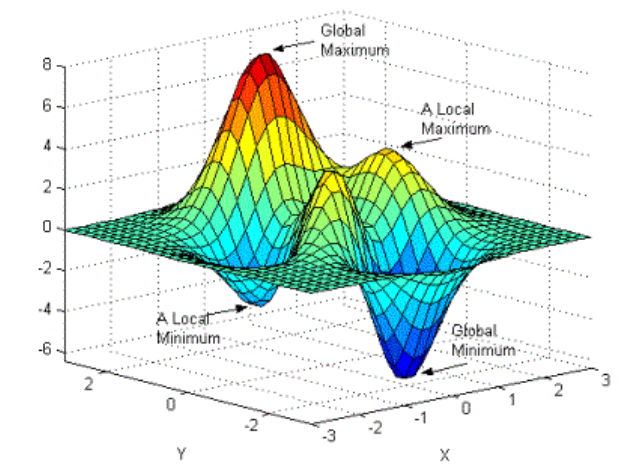 Global
Maximum
A Local
Maximum
8
6
4
2
0
-2
-4
-6
A Local
Minimum
Global
Minimum
2
0
-2
-3
-2
-1
0
1
2
3
Y
X